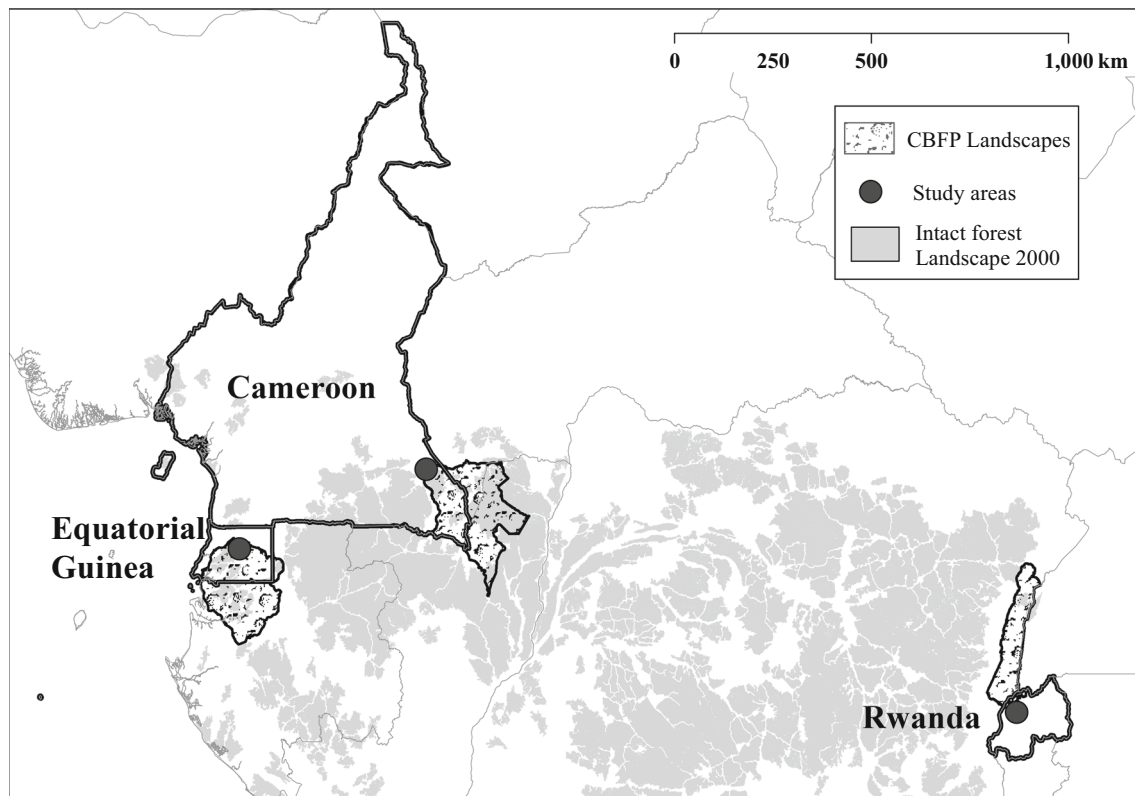 0 250 500 1,000 km
CBFP Landscapes
Study areas
Intact forest
Landscape 2000
Cameroon
Equatorial
Guinea
Rwanda